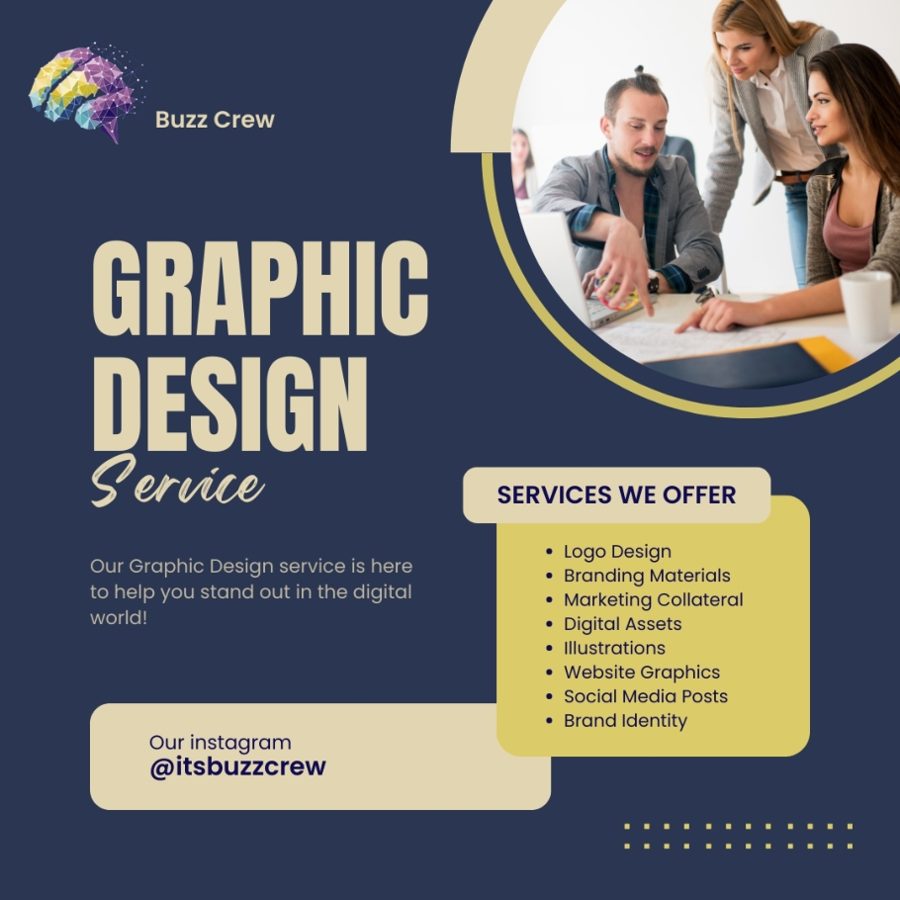 Buzz Crew
GRAPHIC
DESIGN
Service
Our Graphic Design service is here
to help you stand out in the digital
world!
SERVICES WE OFFER
• Logo Design
• Branding Materials
• Marketing Collateral
• Digital Assets
• Illustrations
• Website Graphics
• Social Media Posts
• Brand Identity
Our instagram
@itsbuzzcrew